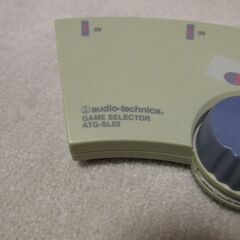 IN
IN
audio-technica®
GAME SELECTOR
ATG-SL03